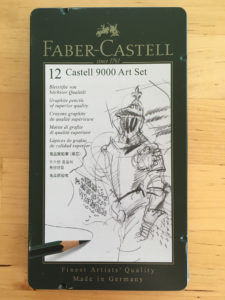 FABER-CASTELL
since 1761
12 Castell 9000 Art Set
Bleistifte von
höchster Qualität
Graphite pencils
of superior quality
Crayons graphite
de qualité supérieure
Matite di grafite
di qualità superiore
Lapices de grafito
de calidad superior
Finest Artists' Quality
Made in Germany